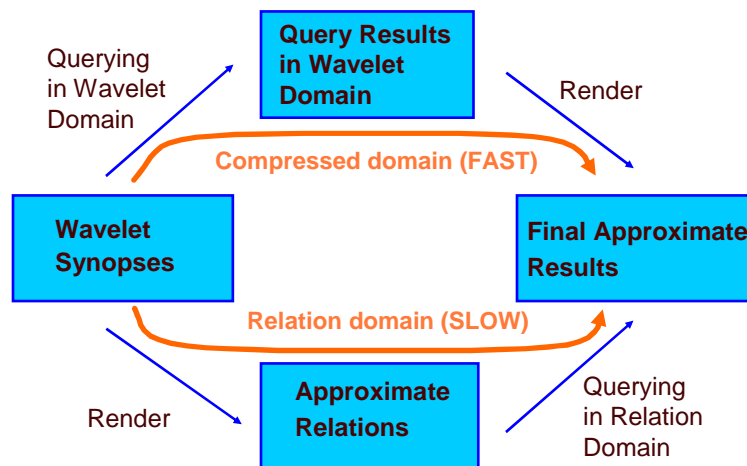 Querying
in Wavelet
Domain
Query Results
in Wavelet
Domain
Render
Compressed domain (FAST)
Wavelet
Synopses
Final Approximate
Results
Relation domain (SLOW)
Render
Approximate
Relations
Querying
in Relation
Domain